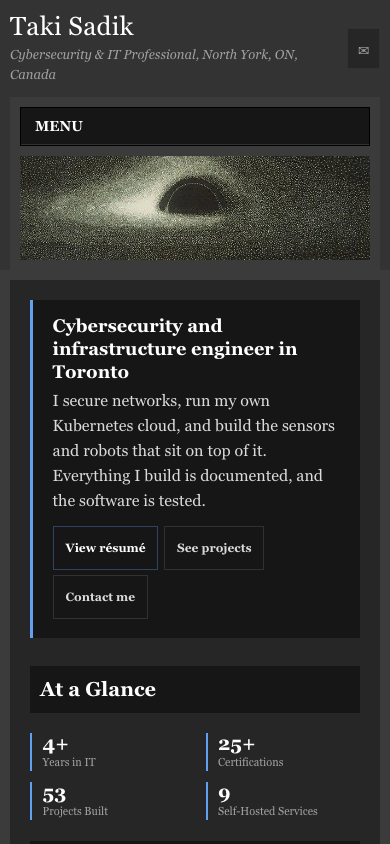 Taki Sadik
Cybersecurity & IT Professional, North York, ON,
Canada
MENU
Cybersecurity and
infrastructure engineer in
Toronto
I secure networks, run my own
Kubernetes cloud, and build the sensors
and robots that sit on top of it.
Everything I build is documented, and
the software is tested.
View résumé
See projects
Contact me
At a Glance
4+
Years in IT
25+
Certifications
53
Projects Built
9
Self-Hosted Services